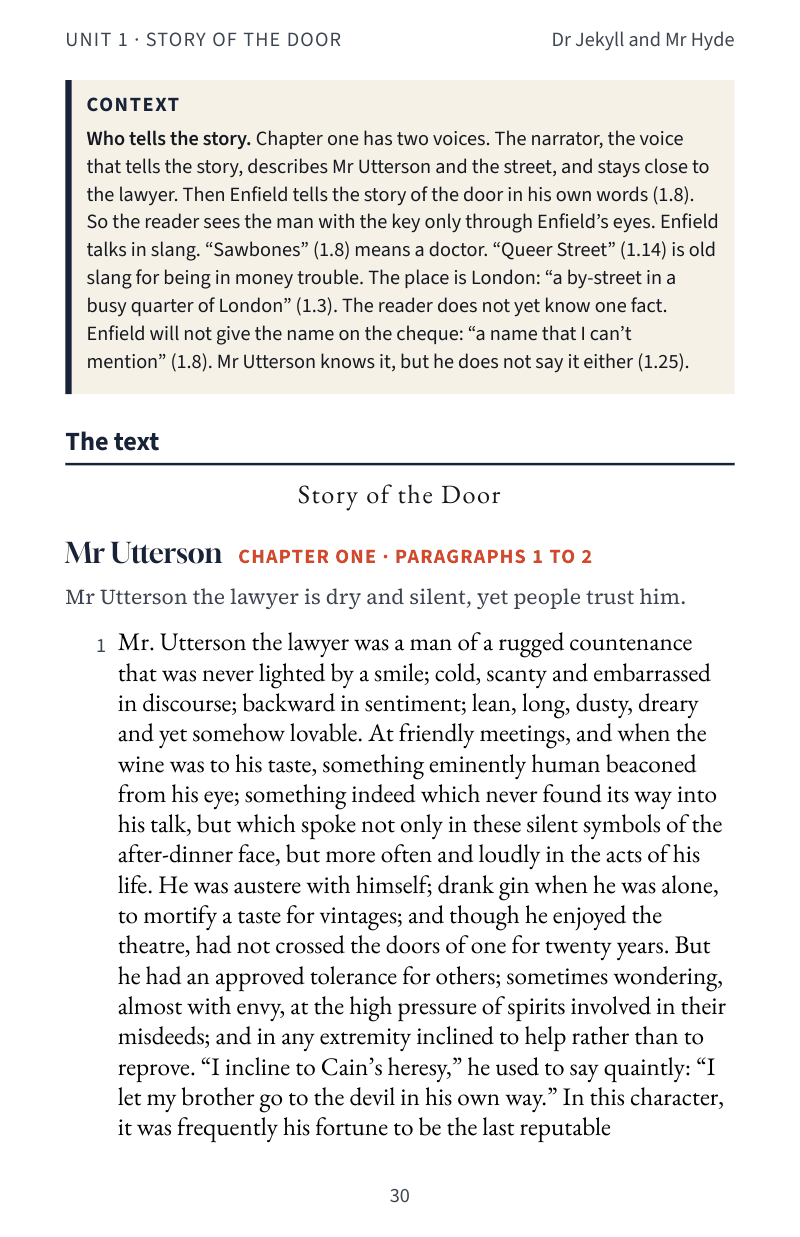 UNIT 1 · STORY OF THE DOOR
Dr Jekyll and Mr Hyde
CONTEXT
Who tells the story. Chapter one has two voices. The narrator, the voice
that tells the story, describes Mr Utterson and the street, and stays close to
the lawyer. Then Enfield tells the story of the door in his own words (1.8).
So the reader sees the man with the key only through Enfield’s eyes. Enfield
talks in slang. “Sawbones” (1.8) means a doctor. “Queer Street” (1.14) is old
slang for being in money trouble. The place is London: “a by-street in a
busy quarter of London” (1.3). The reader does not yet know one fact.
Enfield will not give the name on the cheque: “a name that I can’t
mention” (1.8). Mr Utterson knows it, but he does not say it either (1.25).
The text
Story of the Door
Mr Utterson CHAPTER ONE · PARAGRAPHS 1 TO 2
Mr Utterson the lawyer is dry and silent, yet people trust him.
1 Mr. Utterson the lawyer was a man of a rugged countenance
that was never lighted by a smile; cold, scanty and embarrassed
in discourse; backward in sentiment; lean, long, dusty, dreary
and yet somehow lovable. At friendly meetings, and when the
wine was to his taste, something eminently human beaconed
from his eye; something indeed which never found its way into
his talk, but which spoke not only in these silent symbols of the
after-dinner face, but more often and loudly in the acts of his
life. He was austere with himself; drank gin when he was alone,
to mortify a taste for vintages; and though he enjoyed the
theatre, had not crossed the doors of one for twenty years. But
he had an approved tolerance for others; sometimes wondering,
almost with envy, at the high pressure of spirits involved in their
misdeeds; and in any extremity inclined to help rather than to
reprove. “I incline to Cain’s heresy,” he used to say quaintly: “I
let my brother go to the devil in his own way.” In this character,
it was frequently his fortune to be the last reputable
30